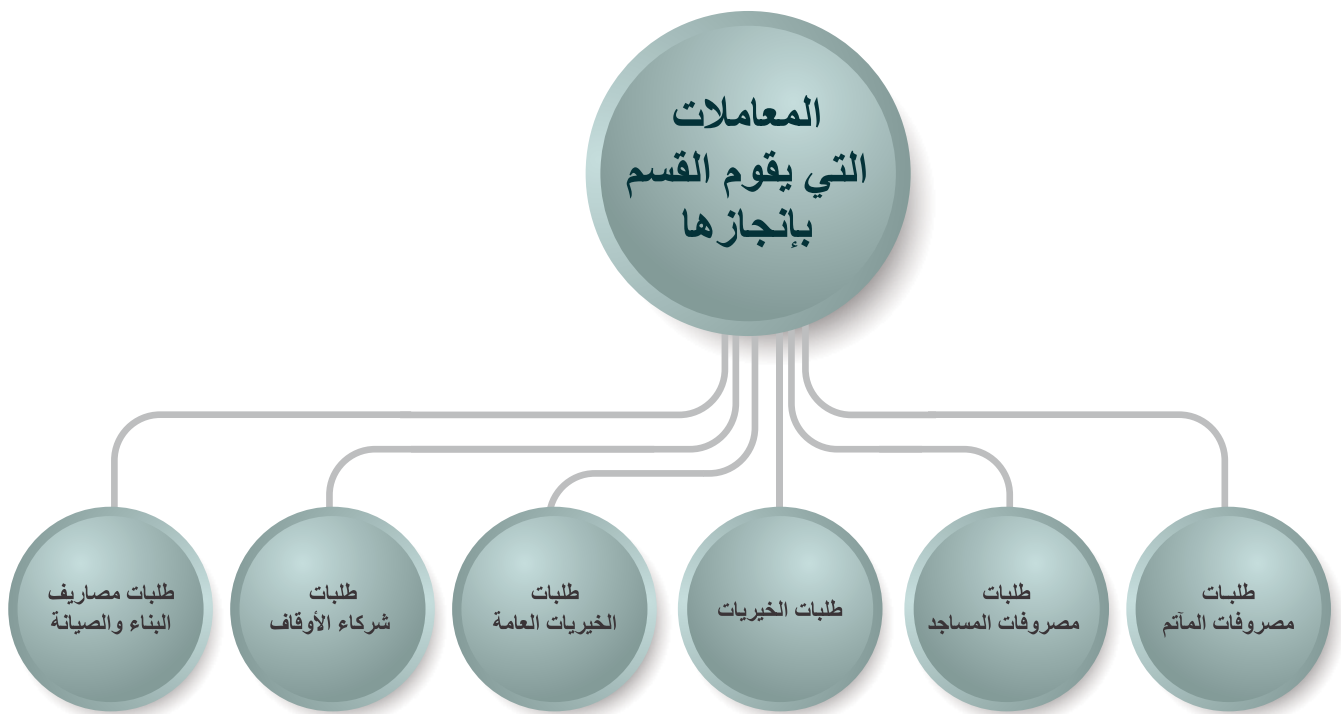 المعاملات
التي يقوم القسم
بإنجازها
طلبـات
مصروفات المآتم
طلبات
مصروفات المساجد
طلبات الخيريات
طلبات
الخيريات العامة
طلبات
شركاء الأوقاف
طلبات مصاريف
البناء والصيانة